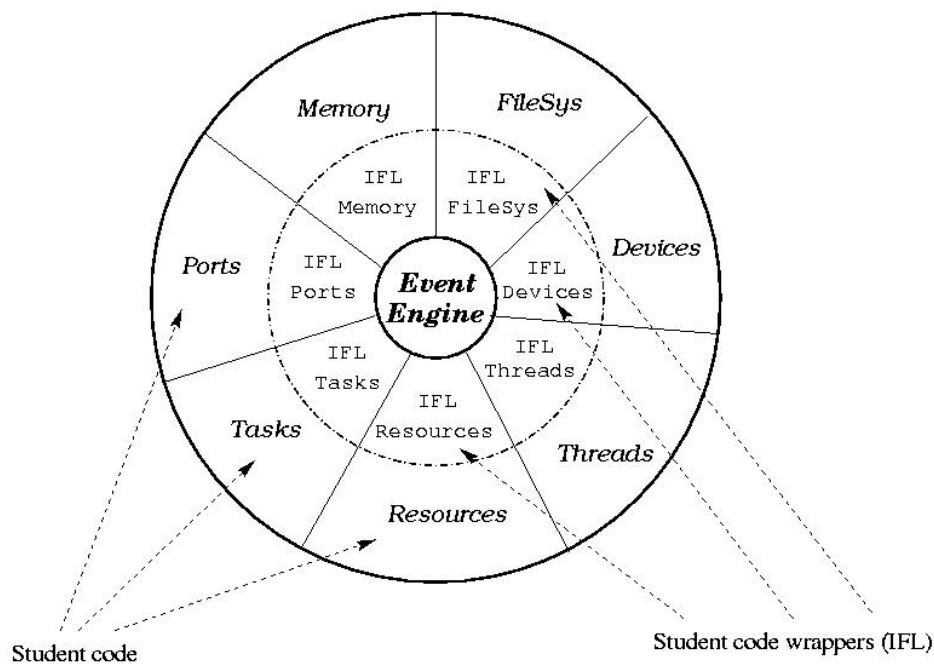 Memory
FileSys
IFL
Memory
IFL
FileSys
Ports
IFL
Ports
Event
Engine
IFL
Devices
Devices
IFL
Tasks
IFL
Threads
IFL
Resources
Tasks
Threads
Resources
Student code
Student code wrappers (IFL)